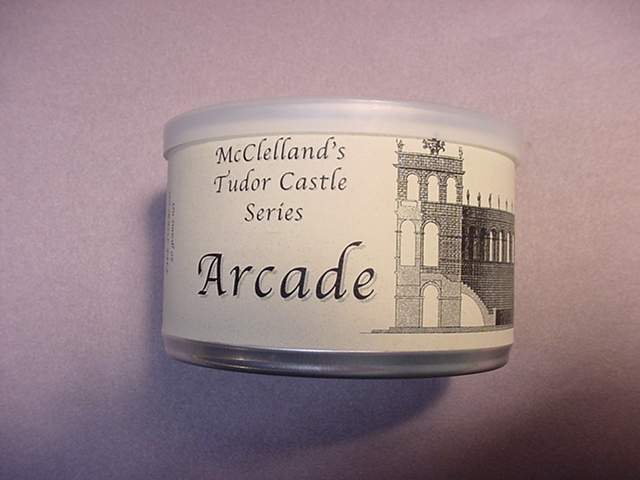 McClelland's
Tudor Castle
Series
Arcade